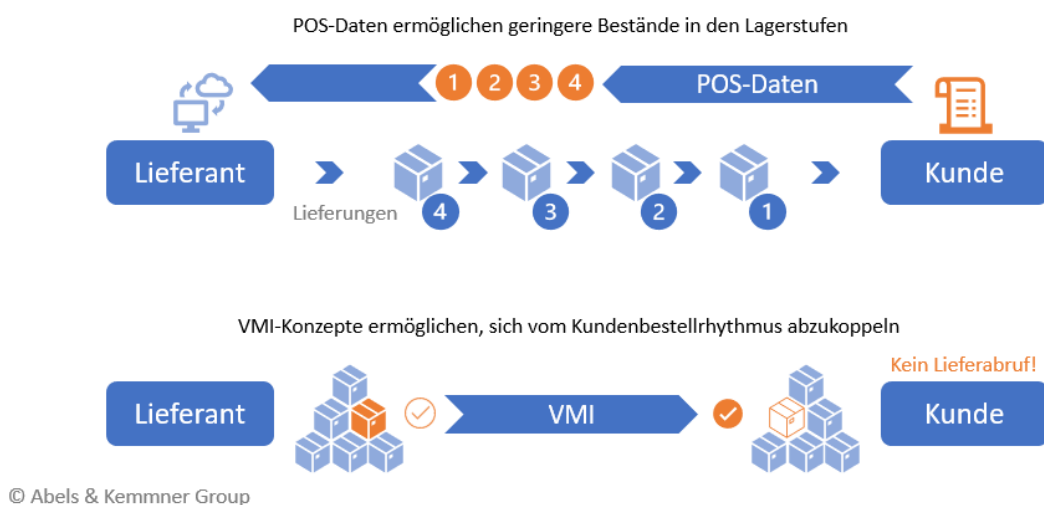 POS-Daten ermöglichen geringere Bestände in den Lagerstufen
1 2 3 4
POS-Daten
Lieferant
Kunde
Lieferungen
4 3 2 1
VMI-Konzepte ermöglichen, sich vom Kundenbestellrhythmus abzukoppeln
Kein Lieferabruf!
Lieferant
VMI
Kunde
© Abels & Kemmner Group